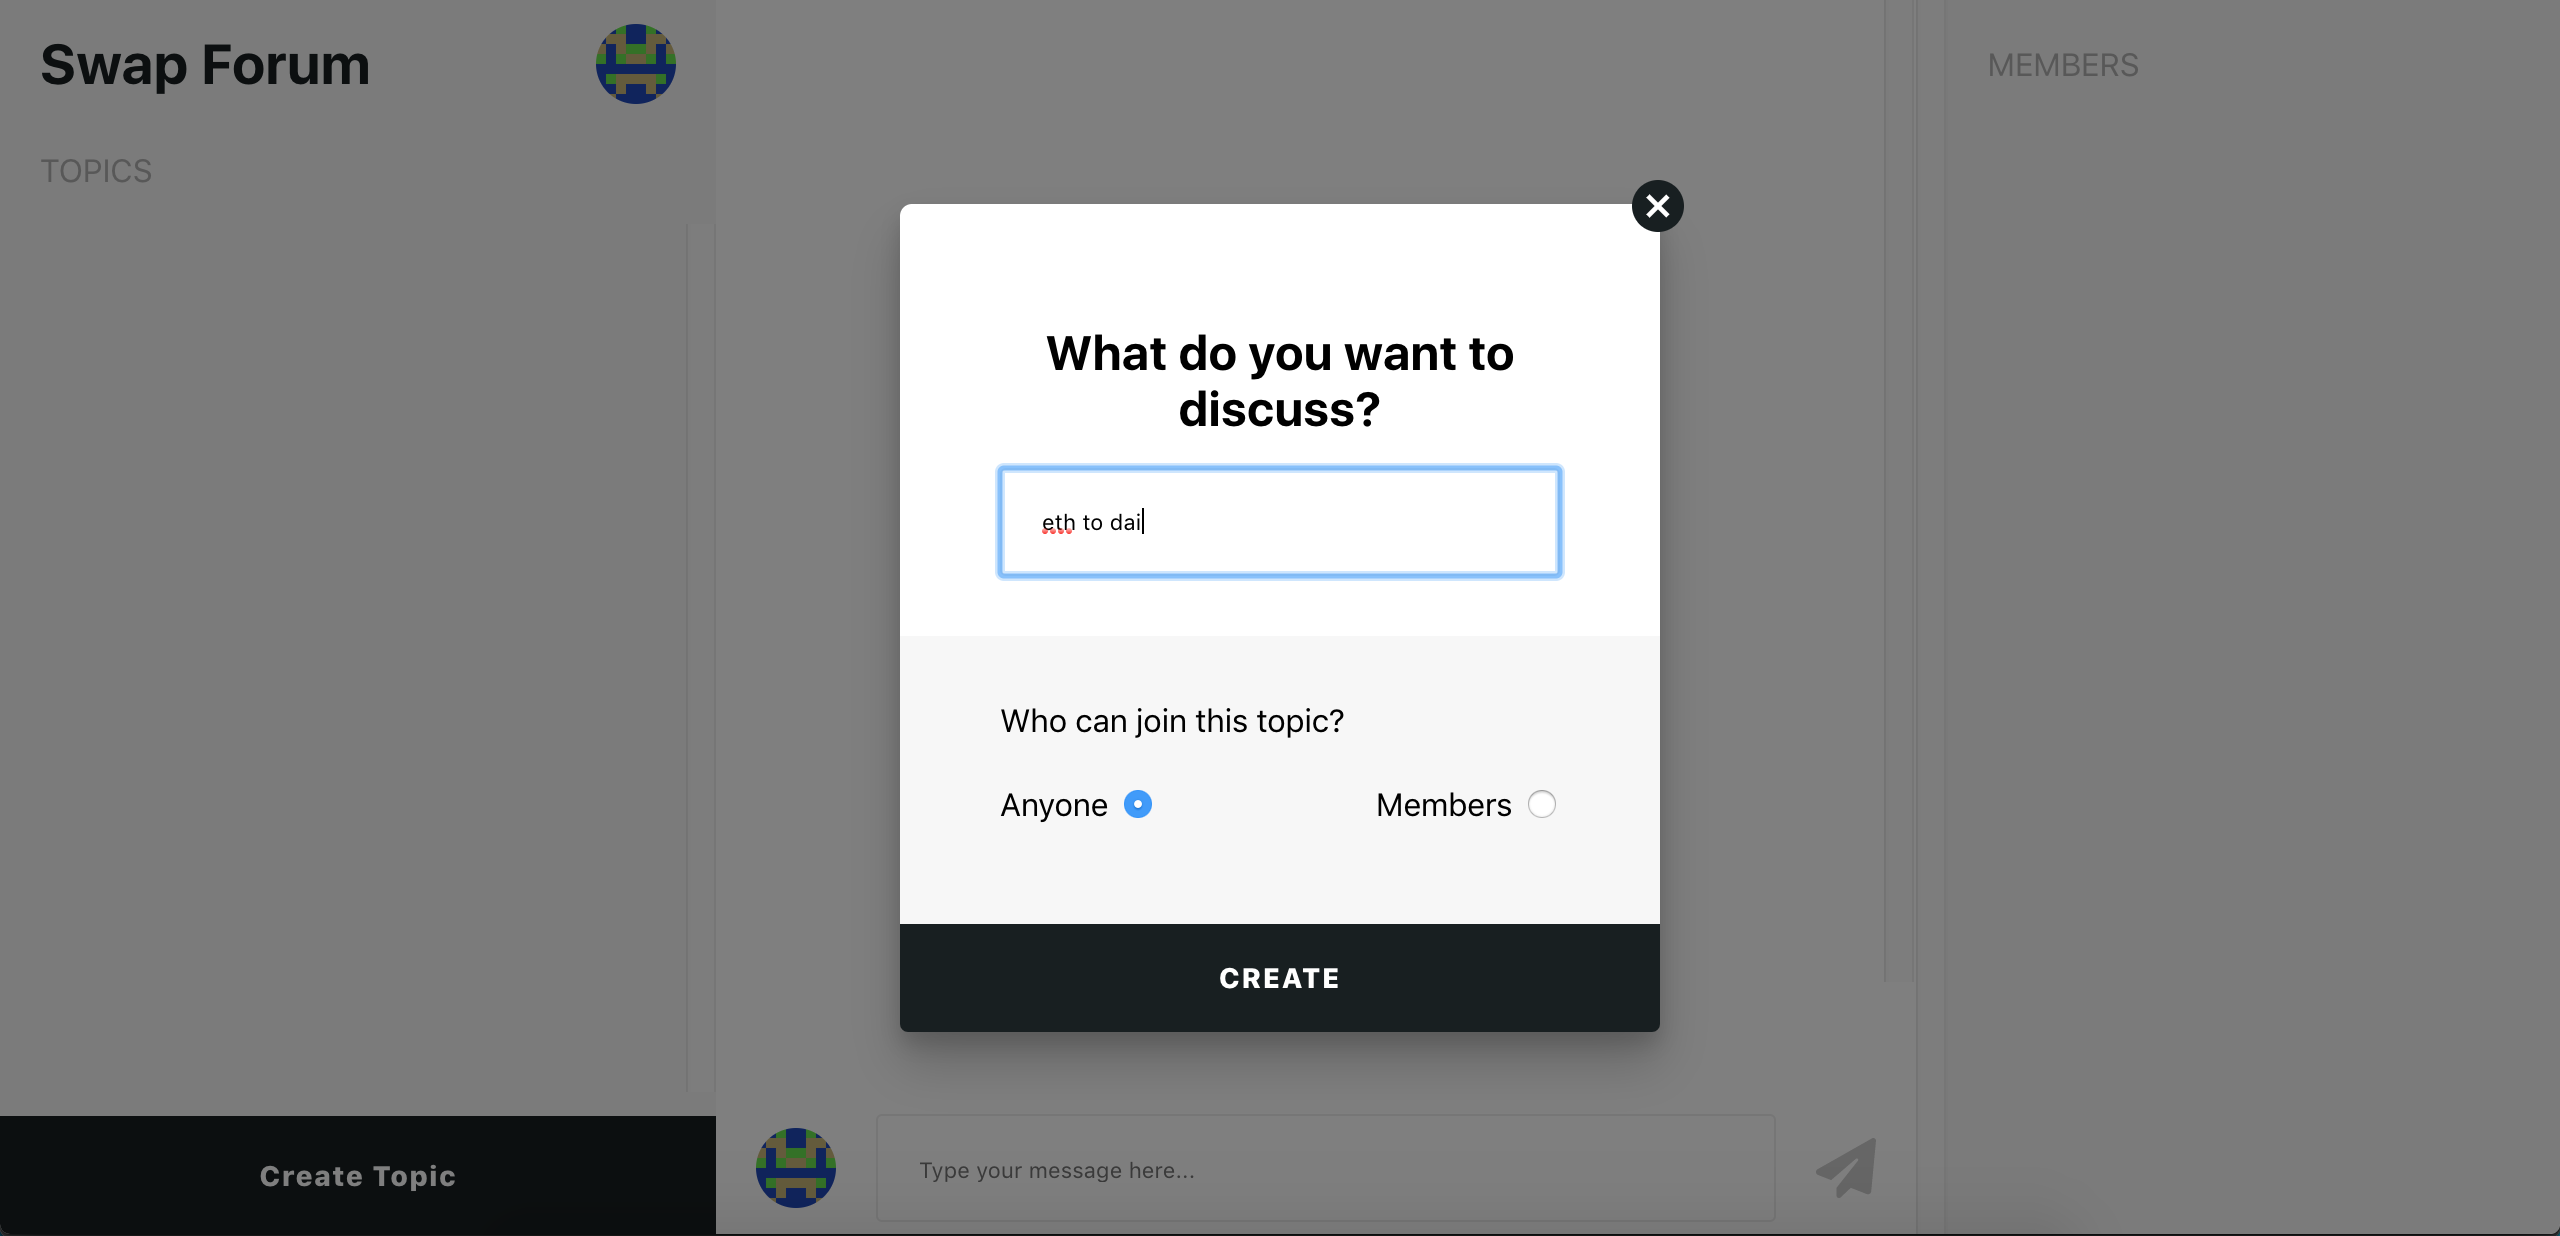 Swap Forum
TOPICS
MEMBERS
What do you want to
discuss?
eth to dai
Who can join this topic?
Anyone
Members
CREATE
Create Topic
Type your message here...